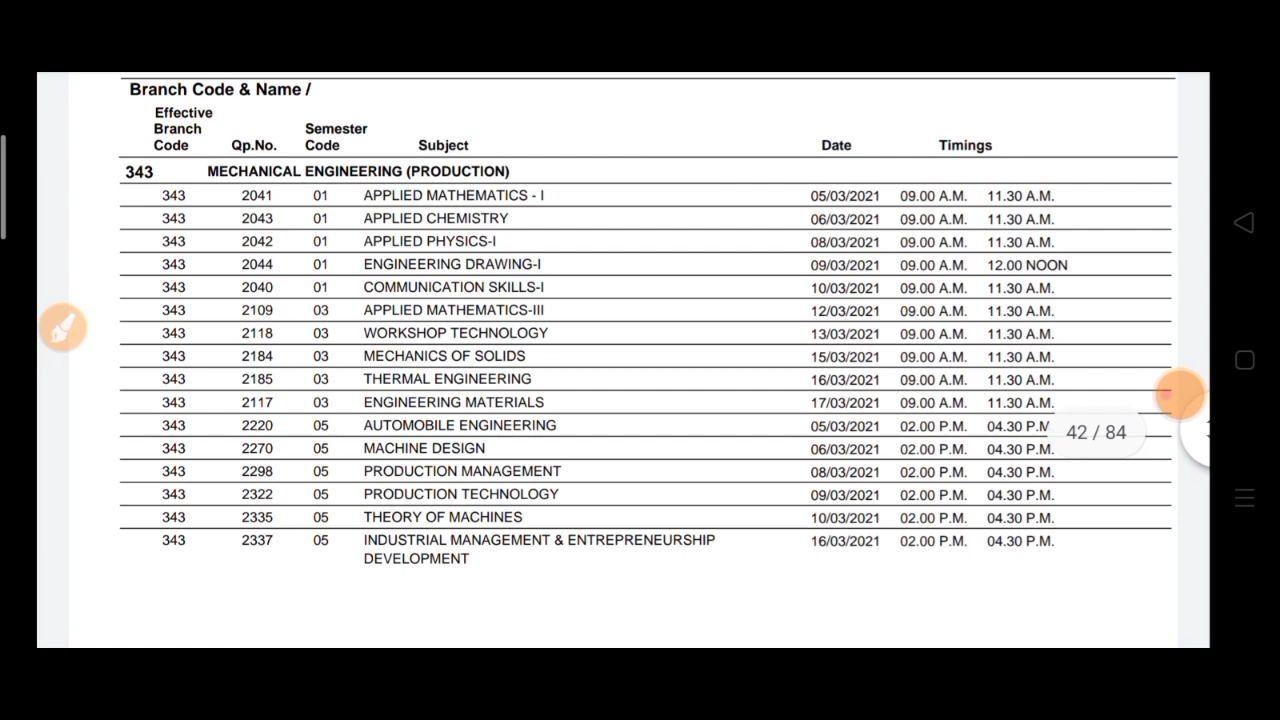 Branch Code & Name /
Effective Branch Code Qp.No. Semester Code Subject Date Timings
343 MECHANICAL ENGINEERING (PRODUCTION)
343 2041 01 APPLIED MATHEMATICS - I 05/03/2021 09.00 A.M. 11.30 A.M.
343 2043 01 APPLIED CHEMISTRY 06/03/2021 09.00 A.M. 11.30 A.M.
343 2042 01 APPLIED PHYSICS-I 08/03/2021 09.00 A.M. 11.30 A.M.
343 2044 01 ENGINEERING DRAWING-I 09/03/2021 09.00 A.M. 12.00 NOON
343 2040 01 COMMUNICATION SKILLS-I 10/03/2021 09.00 A.M. 11.30 A.M.
343 2109 03 APPLIED MATHEMATICS-III 12/03/2021 09.00 A.M. 11.30 A.M.
343 2118 03 WORKSHOP TECHNOLOGY 13/03/2021 09.00 A.M. 11.30 A.M.
343 2184 03 MECHANICS OF SOLIDS 15/03/2021 09.00 A.M. 11.30 A.M.
343 2185 03 THERMAL ENGINEERING 16/03/2021 09.00 A.M. 11.30 A.M.
343 2117 03 ENGINEERING MATERIALS 17/03/2021 09.00 A.M. 11.30 A.M.
343 2220 05 AUTOMOBILE ENGINEERING 05/03/2021 02.00 P.M. 04.30 P.M
42 / 84
343 2270 05 MACHINE DESIGN 06/03/2021 02.00 P.M. 04.30 P.M.
343 2298 05 PRODUCTION MANAGEMENT 08/03/2021 02.00 P.M. 04.30 P.M.
343 2322 05 PRODUCTION TECHNOLOGY 09/03/2021 02.00 P.M. 04.30 P.M.
343 2335 05 THEORY OF MACHINES 10/03/2021 02.00 P.M. 04.30 P.M.
343 2337 05 INDUSTRIAL MANAGEMENT & ENTREPRENEURSHIP 16/03/2021 02.00 P.M. 04.30 P.M.
DEVELOPMENT